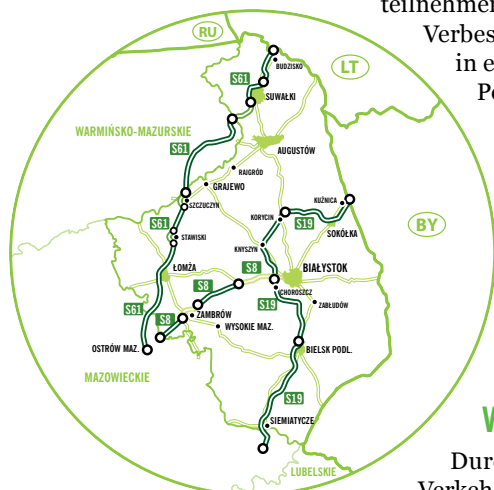 teilnehmen
Verbes
in e
Po
RU
LT
BY
BUDZISKO
S61
SUWAŁKI
WARMIŃSKO-MAZURSKIE
S61
AUGUSTÓW
RAJGRÓD
GRAJEWO
SZCZUCZYN
KUŹNICA
KORYCIN
S19
SOKÓŁKA
S61
STAWISKI
KNYSZYN
ŁOMŻA
S8
BIAŁYSTOK
S8
CHOROSZCZ
S19
ZABŁUDÓW
S61
S8
ZAMBRÓW
WYSOKIE MAZ.
OSTRÓW MAZ.
BIELSK PODL.
MAZOWIECKIE
S19
SIEMIATYCZE
LUBELSKIE
Dur
Verkeh